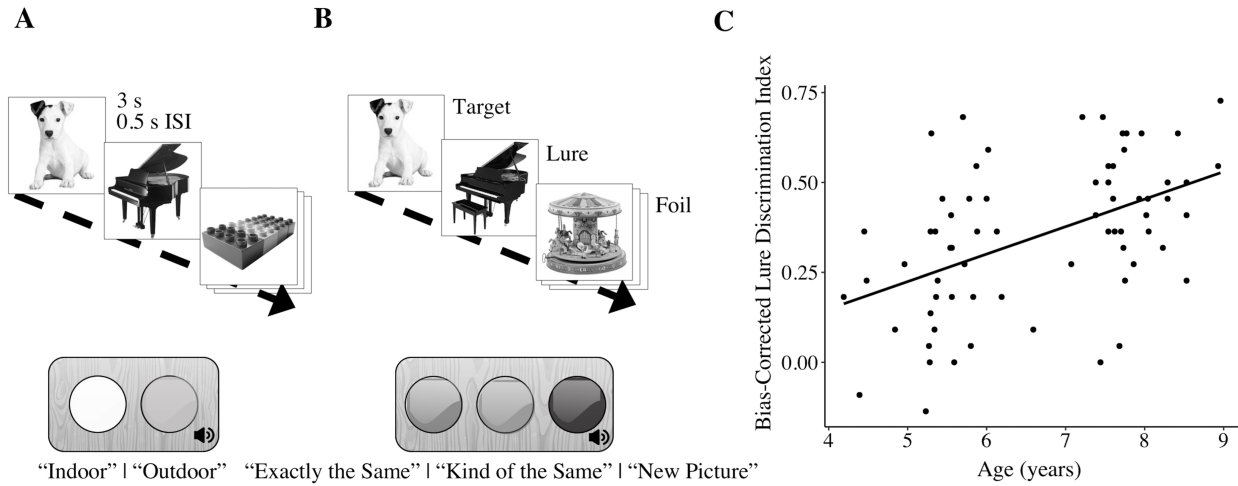 A
3 s
0.5 s ISI
“Indoor” | “Outdoor”
B
Target
Lure
Foil
“Exactly the Same” | “Kind of the Same” | “New Picture”
C
Bias-Corrected Lure Discrimination Index
0.75
0.50
0.25
0.00
4 5 6 7 8 9
Age (years)